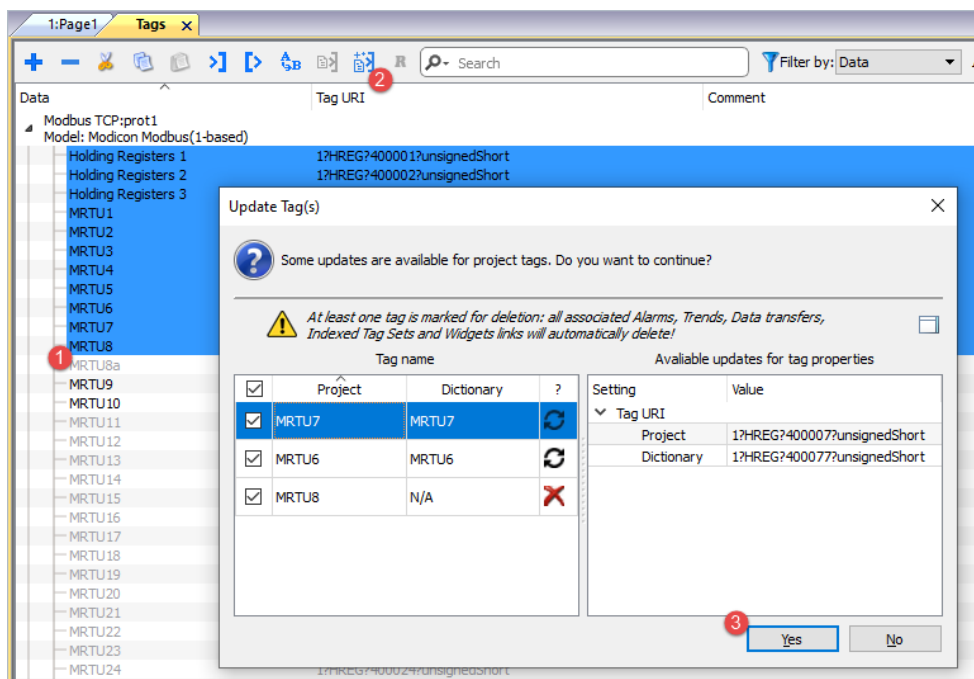 1:Page1 Tags
Search Filter by: Data
2
Data Tag URI Comment
Modbus TCP:prot1
Model: Modicon Modbus(1-based)
Holding Registers 1 1?HREG?400001?unsignedShort
Holding Registers 2 1?HREG?400002?unsignedShort
Holding Registers 3
MRTU1
MRTU2
MRTU3
MRTU4
MRTU5
MRTU6
MRTU7
MRTU8
1
MRTU8a
MRTU9
MRTU10
MRTU11
MRTU12
MRTU13
MRTU14
MRTU15
MRTU16
MRTU17
MRTU18
MRTU19
MRTU20
MRTU21
MRTU22
MRTU23
MRTU24 1?HREG?400024?unsignedShort
Update Tag(s)
Some updates are available for project tags. Do you want to continue?
At least one tag is marked for deletion: all associated Alarms, Trends, Data transfers,
Indexed Tag Sets and Widgets links will automatically delete!
Tag name
Project Dictionary ?
MRTU7 MRTU7
MRTU6 MRTU6
MRTU8 N/A
Avaliable updates for tag properties
Setting Value
Tag URI
Project 1?HREG?400007?unsignedShort
Dictionary 1?HREG?400077?unsignedShort
3
Yes No